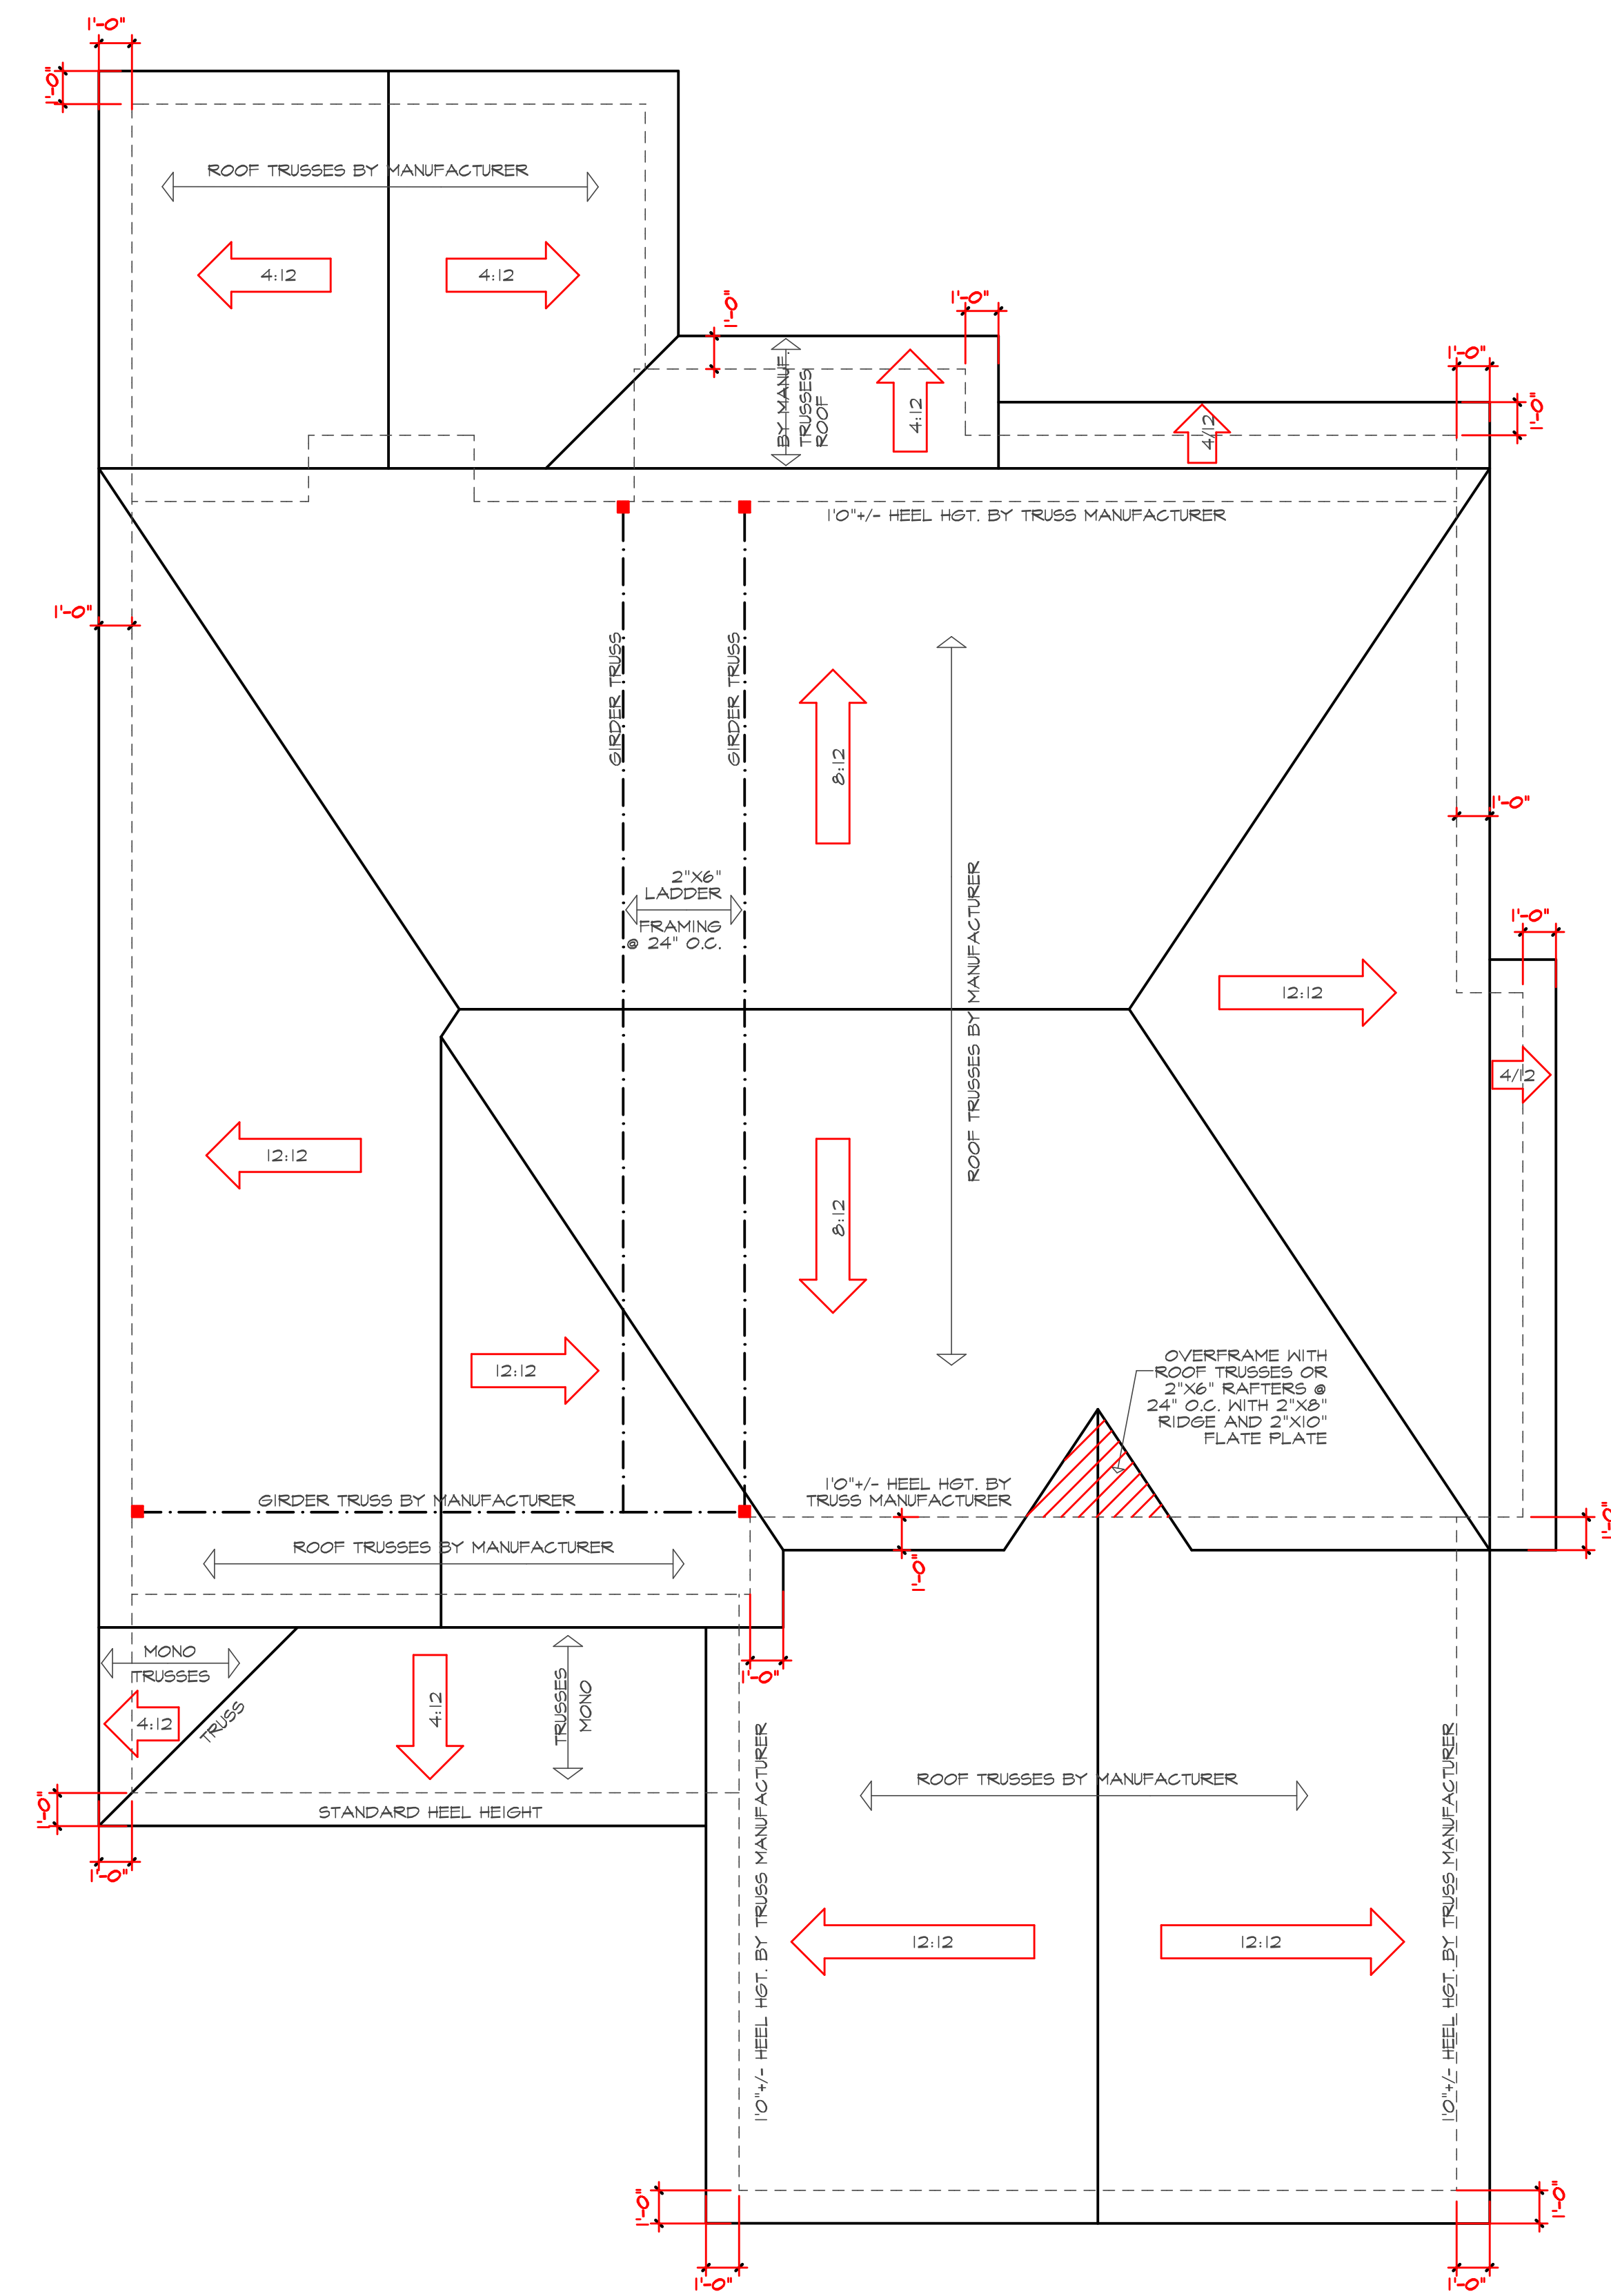 1'-0"
1'-0"
ROOF TRUSSES BY MANUFACTURER
4:12
4:12
1'-0"
1'-0"
BY MANUF.
TRUSSES
ROOF
4:12
4/12
1'-0"
1'-0"
1'0"+/- HEEL HGT. BY TRUSS MANUFACTURER
1'-0"
GIRDER TRUSS
GIRDER TRUSS
8:12
1'-0"
2"X6"
LADDER
FRAMING
@ 24" O.C.
ROOF TRUSSES BY MANUFACTURER
12:12
1'-0"
4/12
12:12
8:12
12:12
OVERFRAME WITH
ROOF TRUSSES OR
2"X6" RAFTERS @
24" O.C. WITH 2"X8"
RIDGE AND 2"X10"
FLATE PLATE
1'0"+/- HEEL HGT. BY
TRUSS MANUFACTURER
GIRDER TRUSS BY MANUFACTURER
1'-0"
1'-0"
ROOF TRUSSES BY MANUFACTURER
MONO
TRUSSES
4:12
TRUSS
4:12
TRUSSES
MONO
1'-0"
1'-0"
STANDARD HEEL HEIGHT
1'-0"
ROOF TRUSSES BY MANUFACTURER
1'0"+/- HEEL HGT. BY TRUSS MANUFACTURER
1'0"+/- HEEL HGT. BY TRUSS MANUFACTURER
12:12
12:12
1'-0"
1'-0"
1'-0"
1'-0"